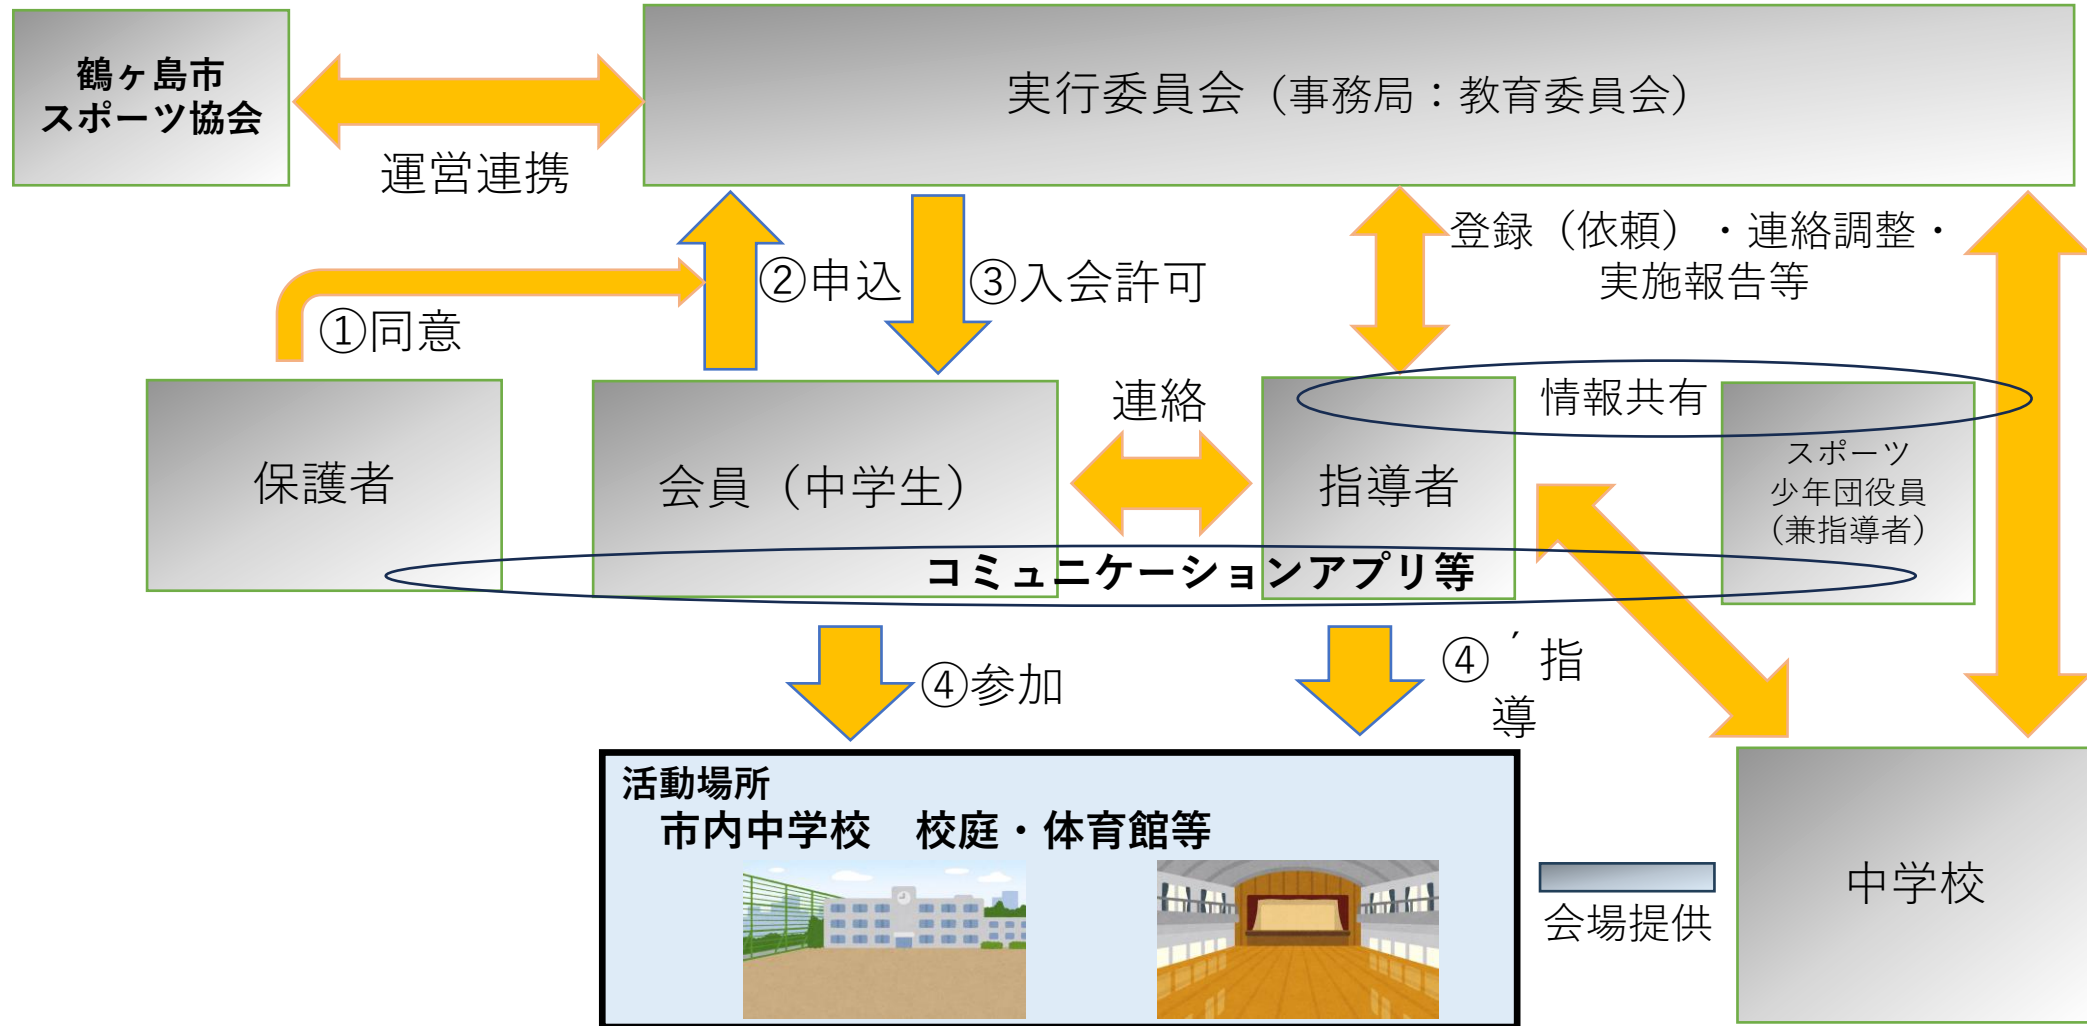 鶴ヶ島市
スポーツ協会
実行委員会（事務局：教育委員会）
運営連携
登録（依頼）・連絡調整・
実施報告等
②申込
③入会許可
①同意
連絡
情報共有
保護者
会員（中学生）
指導者
スポーツ
少年団役員
（兼指導者）
コミュニケーションアプリ等
④参加
④´指
導
活動場所
市内中学校　校庭・体育館等
会場提供
中学校